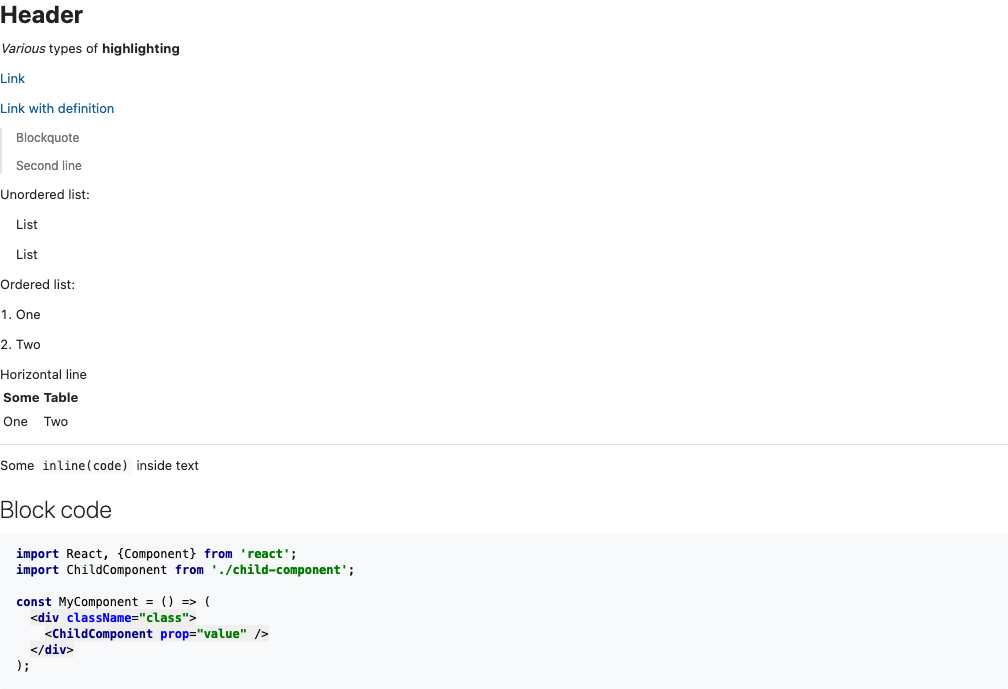 Header
Various types of highlighting
Link
Link with definition
Blockquote
Second line
Unordered list:
List
List
Ordered list:
1. One
2. Two
Horizontal line
Some Table
One Two
Some inline(code) inside text
Block code
import React, {Component} from 'react';
import ChildComponent from './child-component';

const MyComponent = () => (
  <div className="class">
    <ChildComponent prop="value" />
  </div>
);